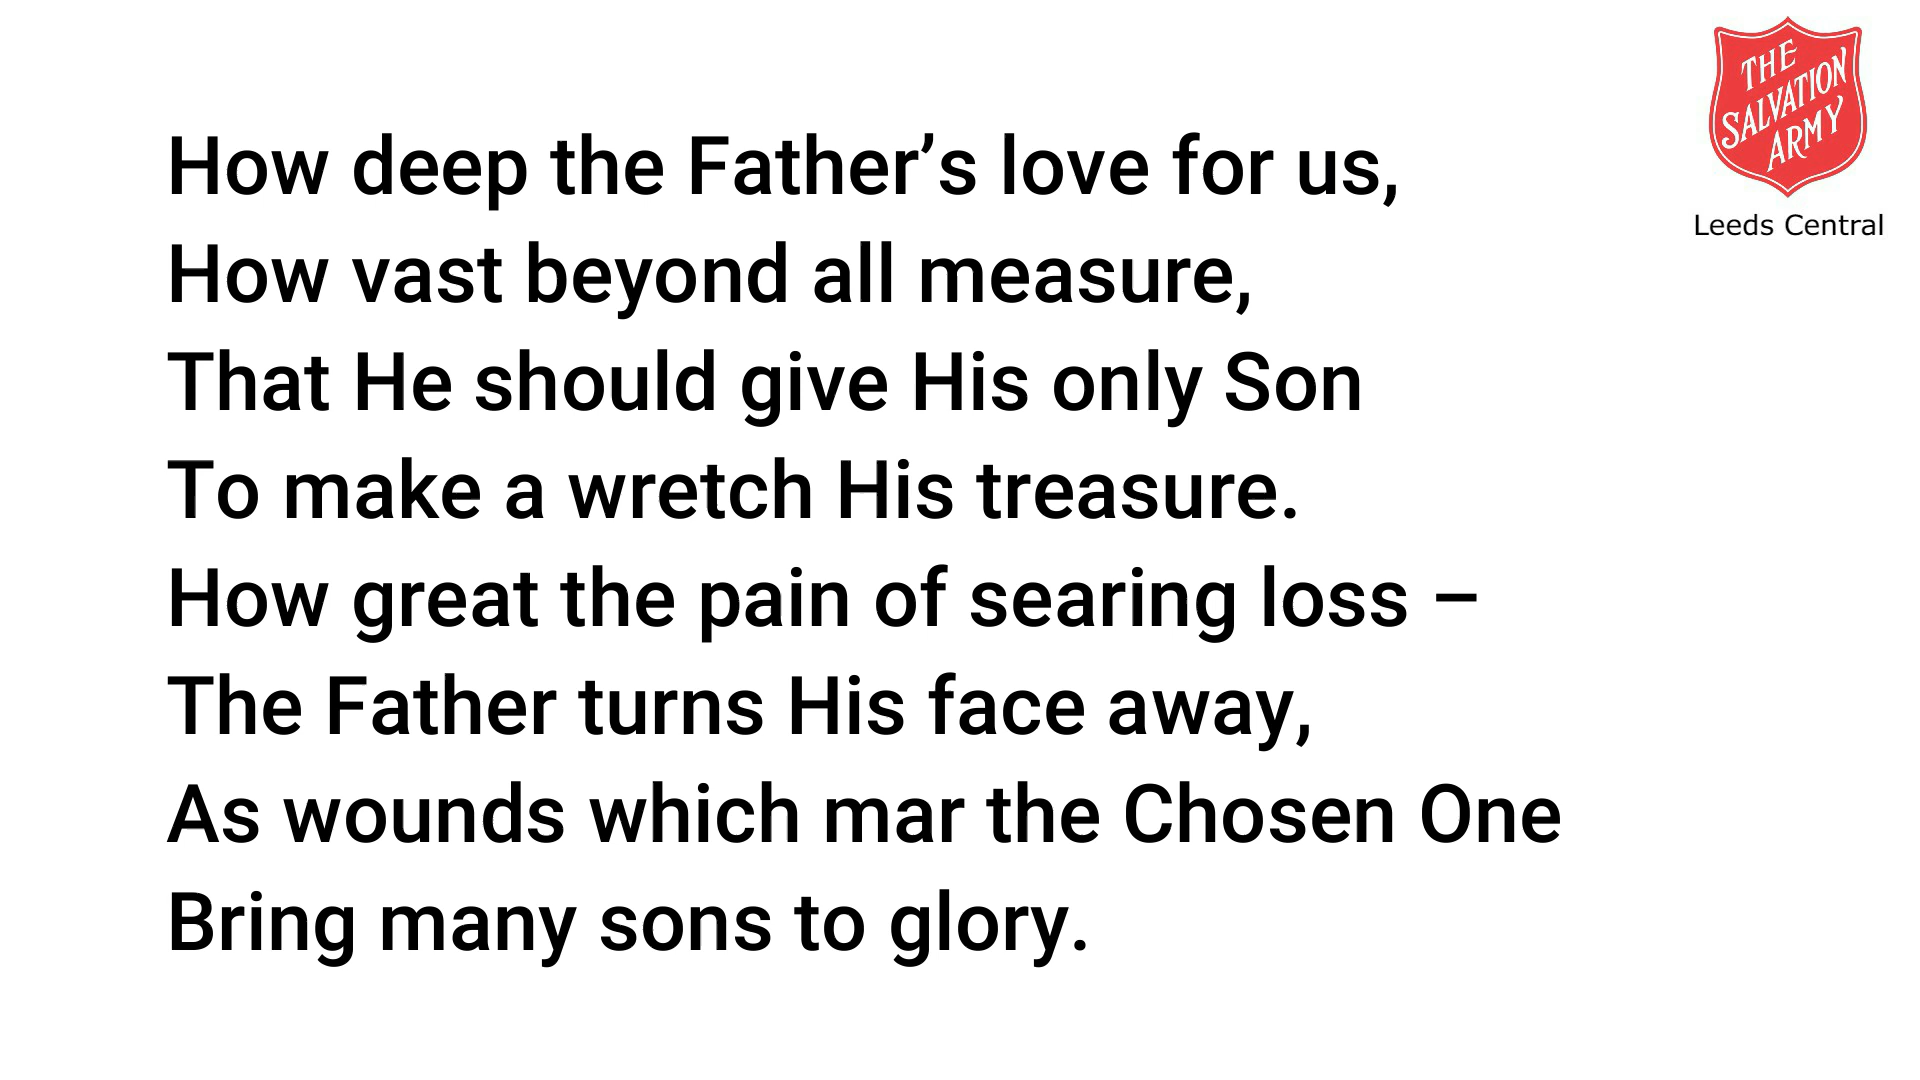 How deep the Father’s love for us,
How vast beyond all measure,
That He should give His only Son
To make a wretch His treasure.
How great the pain of searing loss –
The Father turns His face away,
As wounds which mar the Chosen One
Bring many sons to glory.
THE
SALVATION
ARMY
Leeds Central